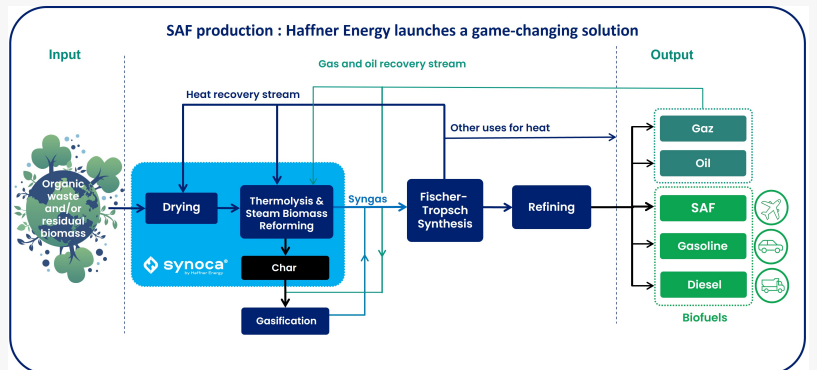 SAF production : Haffner Energy launches a game-changing solution
Input
Output
Gas and oil recovery stream
Heat recovery stream
Other uses for heat
Organic
waste
and/or
residual
biomass
Drying
Thermolysis &
Steam Biomass
Reforming
Syngas
Fischer-
Tropsch
Synthesis
Refining
Char
synoca®
by Haffner Energy
Gasification
Gaz
Oil
SAF
Gasoline
Diesel
Biofuels